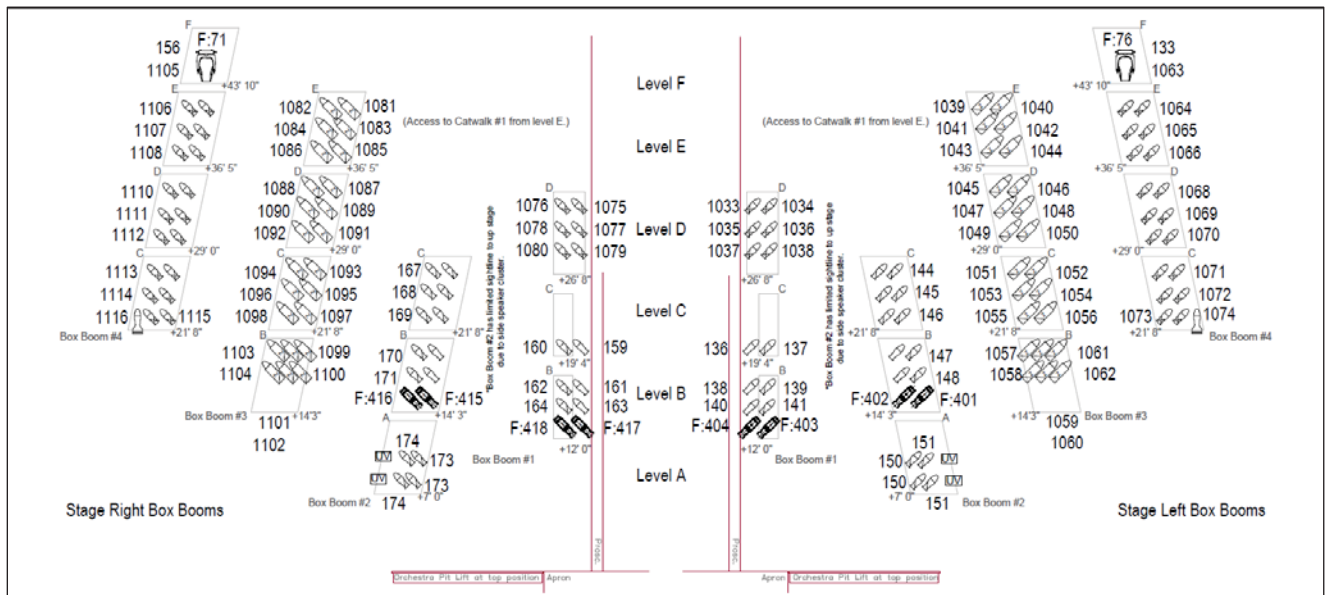 F
F:71
156
1105
+43' 10"
E
1106
1107
1108
+36' 5"
D
1110
1111
1112
+29' 0"
C
1113
1114
1116
1115
+21' 8"
Box Boom #4
E
1082
1081
1084
1083
1086
1085
+36' 5"
D
1088
1087
1090
1089
1092
1091
+29' 0"
C
1094
1093
1096
1095
1098
1097
+21' 8"
B
1103
1099
1104
1100
+14'3"
Box Boom #3
1101
1102
(Access to Catwalk #1 from level E.)
C
167
168
169
+21' 8"
B
170
171
F:416
F:415
+14' 3"
A
174
173
UV
UV
173
+7' 0"
Box Boom #2
174
"Box Boom #2 has limited sightline to up stage
due to side speaker cluster.
D
1076
1075
1078
1077
1080
1079
+26' 8"
C
160
159
+19' 4"
B
162
161
164
163
F:418
F:417
+12' 0"
Box Boom #1
Stage Right Box Booms
Level F
Level E
Level D
Level C
Level B
Level A
Prosc.
Prosc.
Orchestra Pit Lift at top position
Apron
Apron
Orchestra Pit Lift at top position
D
1033
1034
1035
1036
1037
1038
+26' 8"
C
136
137
+19' 4"
B
138
139
140
141
F:404
F:403
+12' 0"
Box Boom #1
"Box Boom #2 has limited sightline to up stage
due to side speaker cluster.
(Access to Catwalk #1 from level E.)
C
144
145
146
+21' 8"
B
147
148
F:402
F:401
+14' 3"
A
151
150
UV
150
UV
+7' 0"
151
Box Boom #2
E
1039
1040
1041
1042
1043
1044
+36' 5"
D
1045
1046
1047
1048
1049
1050
+29' 0"
C
1051
1052
1053
1054
1055
1056
+21' 8"
B
1057
1061
1058
1062
+14'3"
Box Boom #3
1059
1060
F
F:76
133
1063
+43' 10"
E
1064
1065
1066
+36' 5"
D
1068
1069
1070
+29' 0"
C
1071
1072
1073
1074
+21' 8"
Box Boom #4
Stage Left Box Booms